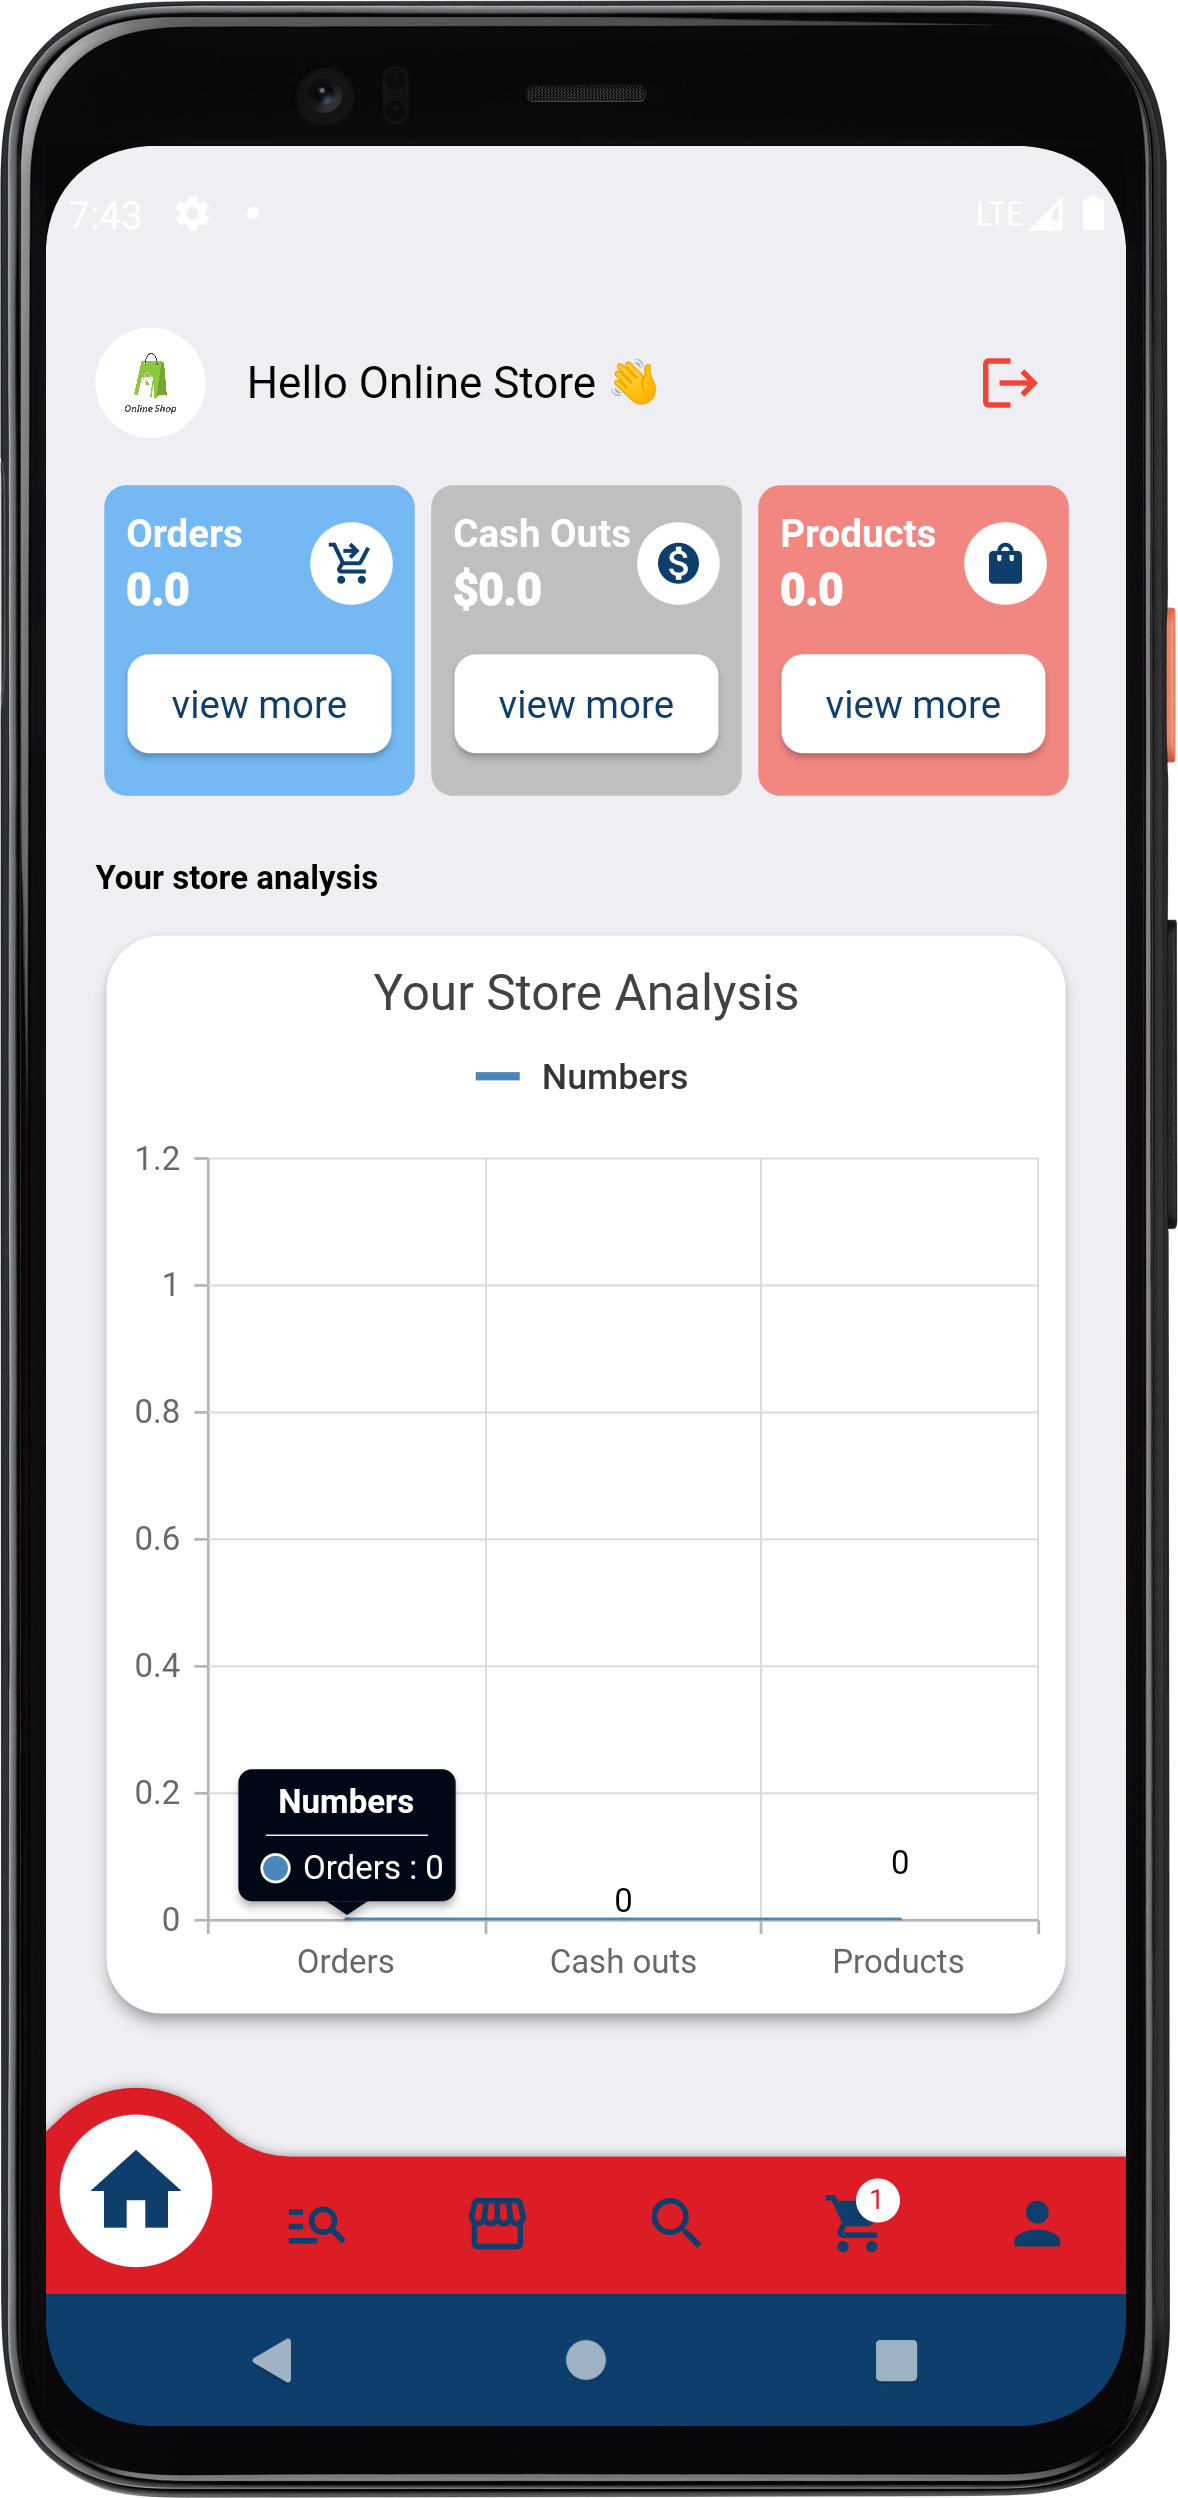 7:43 LTE
Online Shop
Hello Online Store 👋
Orders
0.0
view more
Cash Outs
$0.0
view more
Products
0.0
view more
Your store analysis
Your Store Analysis
Numbers
1.2
1
0.8
0.6
0.4
0.2
0
Numbers
Orders : 0
0
0
Orders Cash outs Products
1